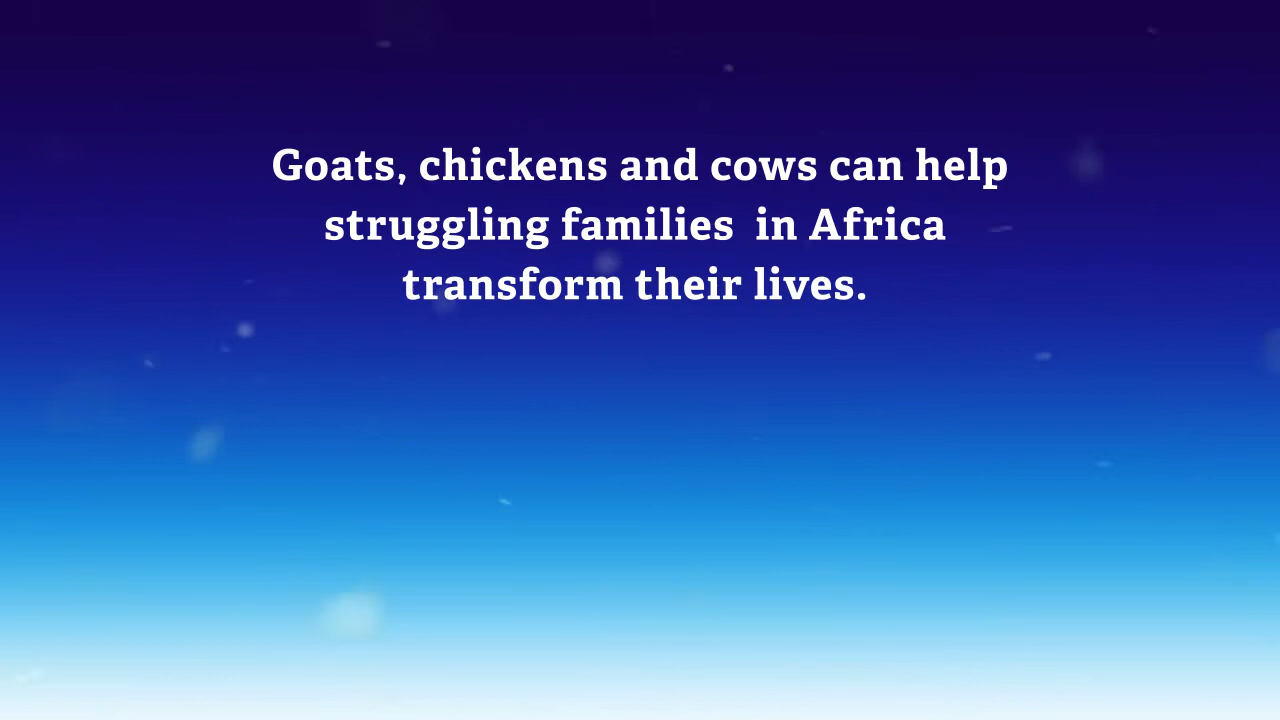 Goats, chickens and cows can help
struggling families  in Africa
transform their lives.